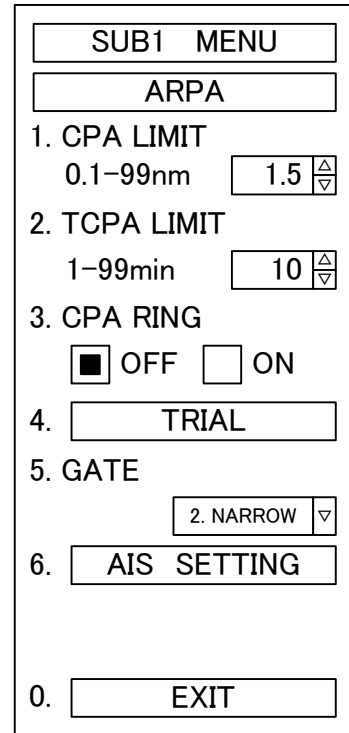 SUB1 MENU
ARPA
1. CPA LIMIT
0.1-99nm 1.5
2. TCPA LIMIT
1-99min 10
3. CPA RING
OFF ON
4. TRIAL
5. GATE
2. NARROW
6. AIS SETTING
0. EXIT